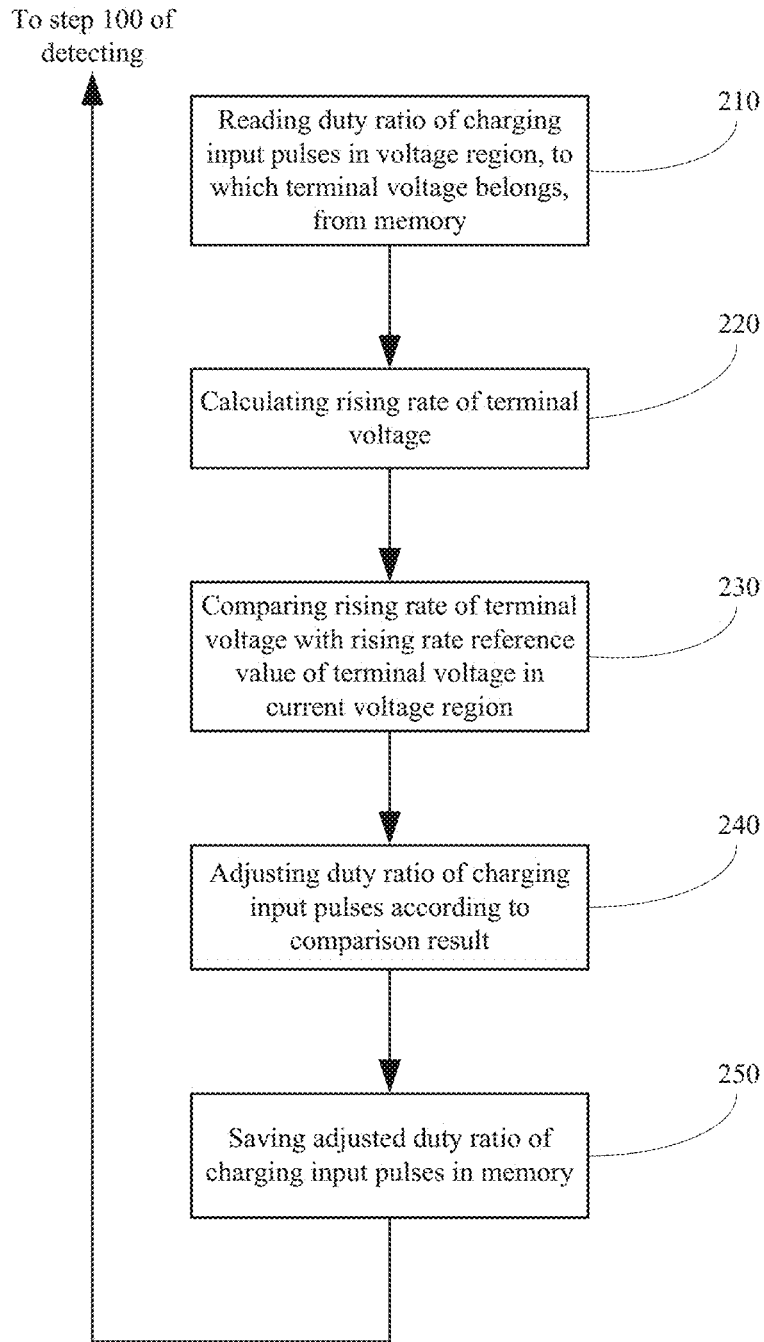 To step 100 of
detecting
210
Reading duty ratio of charging
input pulses in voltage region, to
which terminal voltage belongs,
from memory
220
Calculating rising rate of terminal
voltage
230
Comparing rising rate of terminal
voltage with rising rate reference
value of terminal voltage in
current voltage region
240
Adjusting duty ratio of charging
input pulses according to
comparison result
250
Saving adjusted duty ratio of
charging input pulses in memory